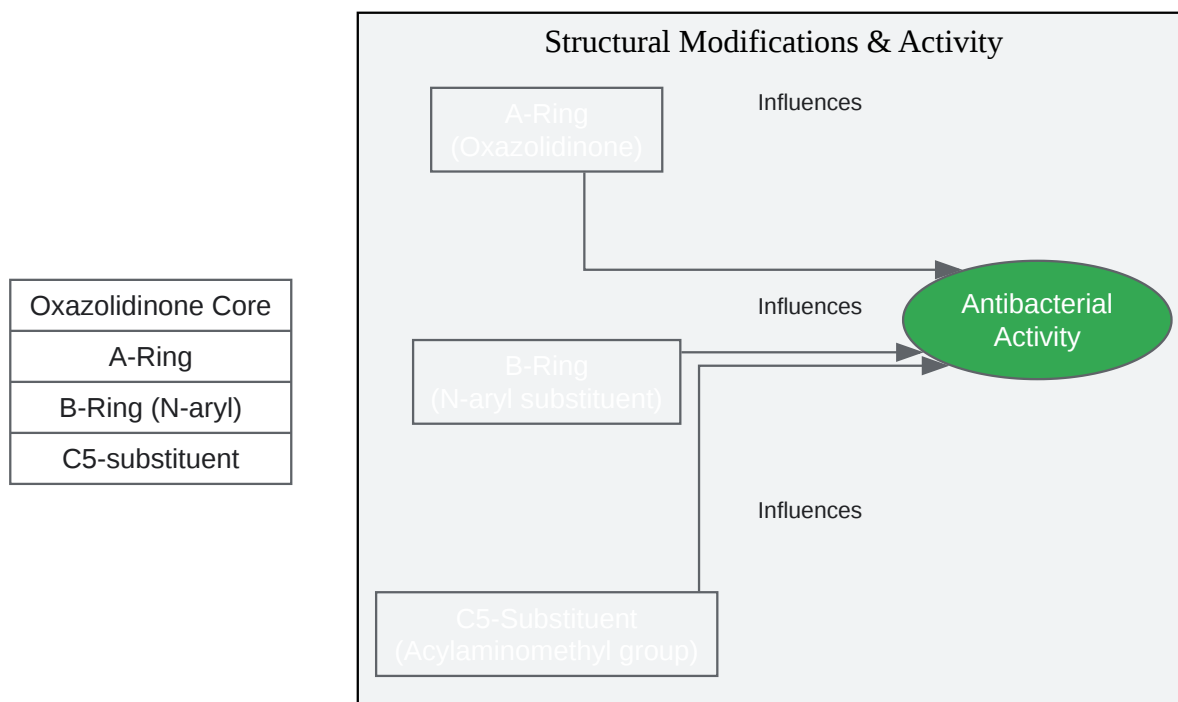 Structural Modifications & Activity
A-Ring
(Oxazolidinone)
Influences
Oxazolidinone Core
A-Ring
B-Ring (N-aryl)
C5-substituent
Influences
Antibacterial
Activity
B-Ring
(N-aryl substituent)
Influences
C5-Substituent
(Acylaminomethyl group)